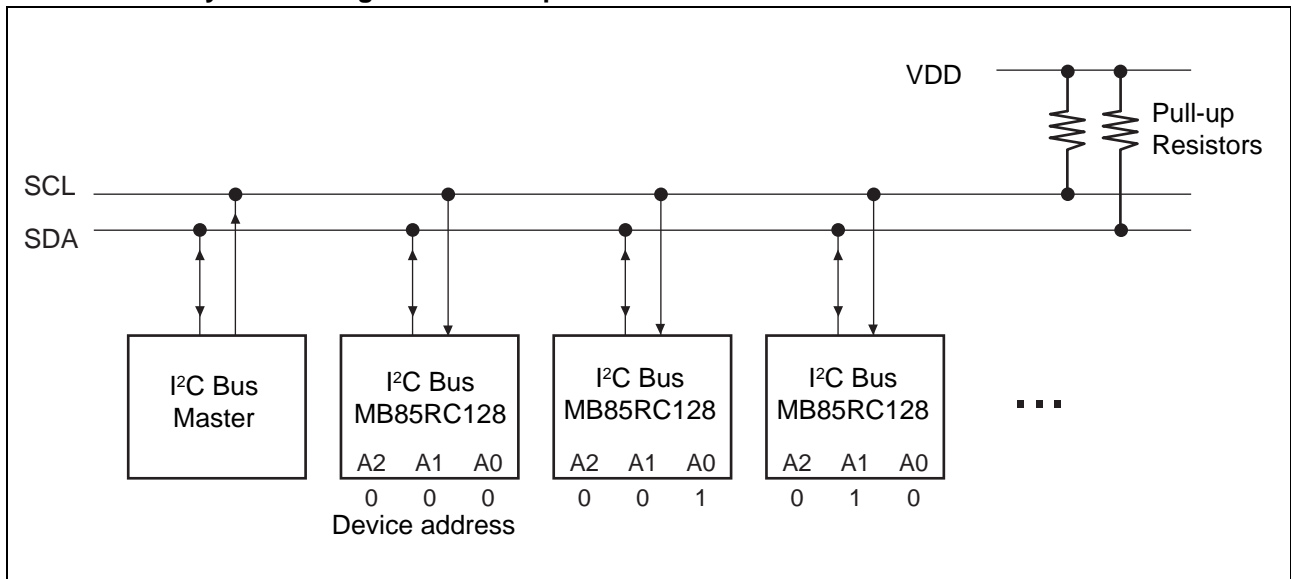 VDD
Pull-up
Resistors
SCL
SDA
I²C Bus
Master
I²C Bus
MB85RC128
A2 A1 A0
0 0 0
Device address
I²C Bus
MB85RC128
A2 A1 A0
0 0 1
I²C Bus
MB85RC128
A2 A1 A0
0 1 0
...